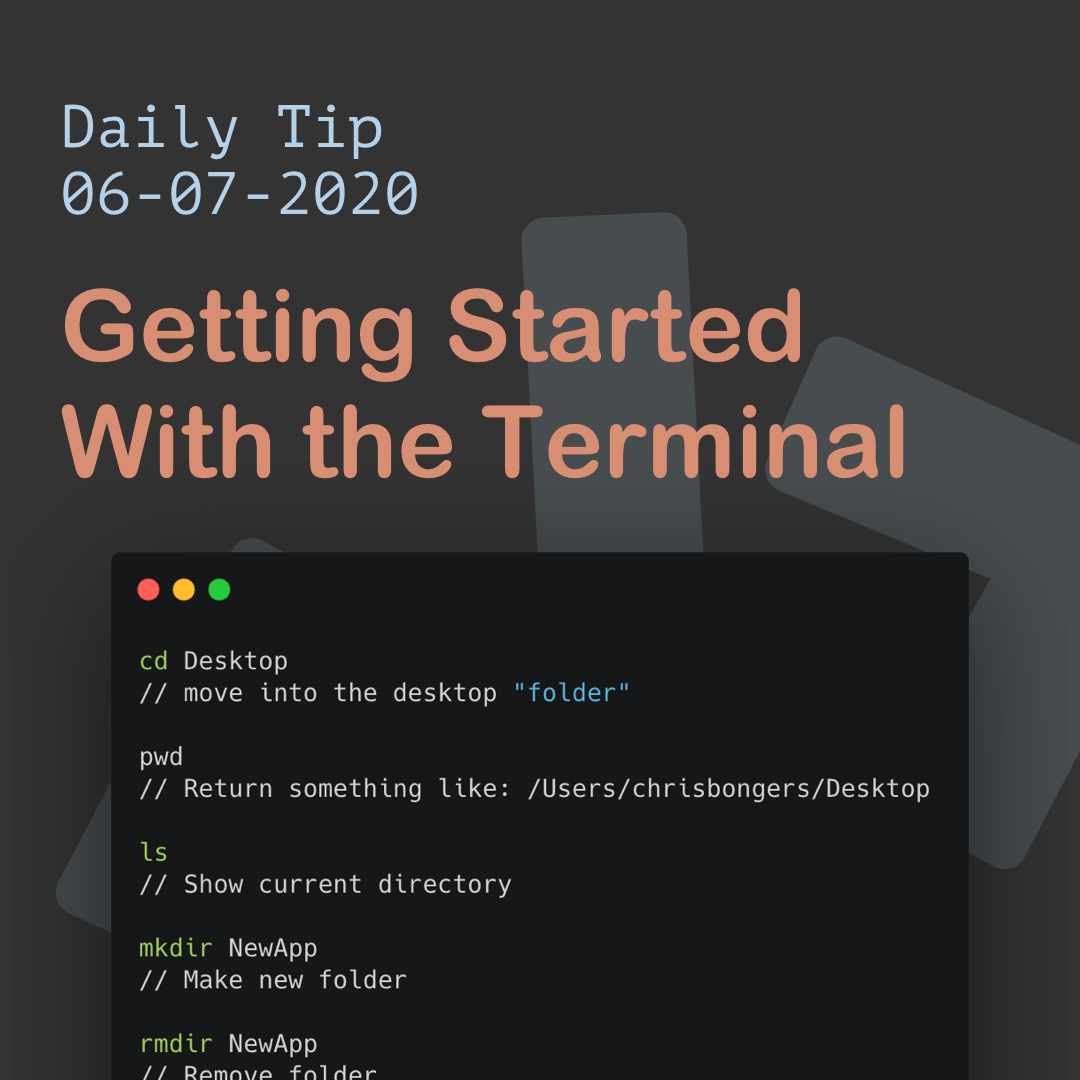 Daily Tip
06-07-2020
Getting Started
With the Terminal
cd Desktop
// move into the desktop "folder"
pwd
// Return something like: /Users/chrisbongers/Desktop
ls
// Show current directory
mkdir NewApp
// Make new folder
rmdir NewApp
// Remove folder